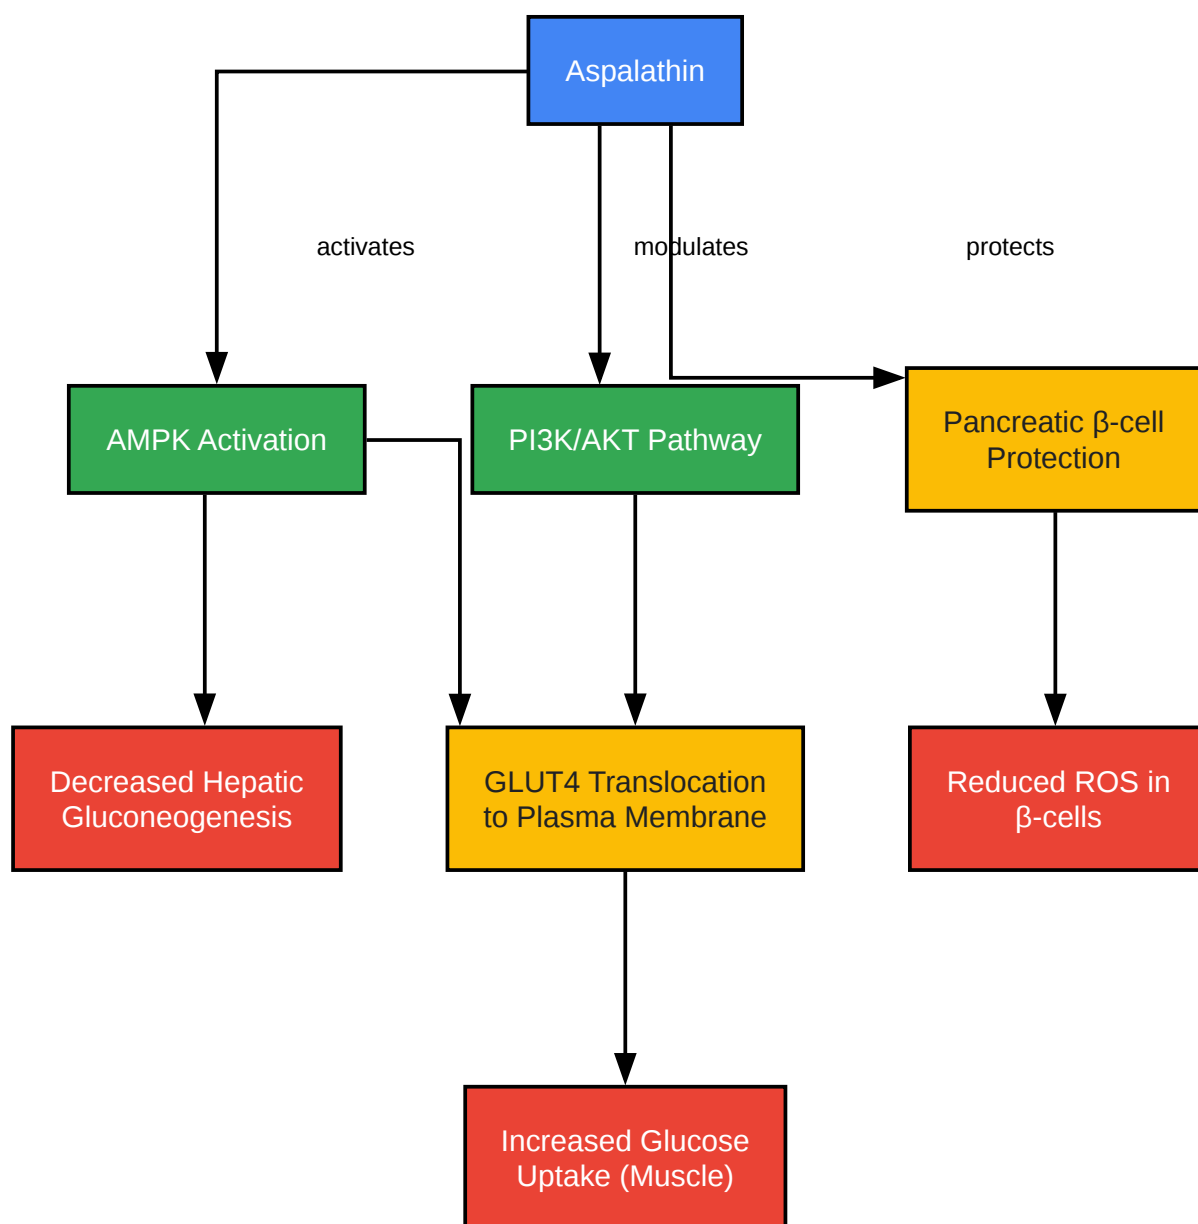 Aspalathin
activates
modulates
protects
AMPK Activation
PI3K/AKT Pathway
Pancreatic β-cell
Protection
Decreased Hepatic
Gluconeogenesis
GLUT4 Translocation
to Plasma Membrane
Reduced ROS in
β-cells
Increased Glucose
Uptake (Muscle)